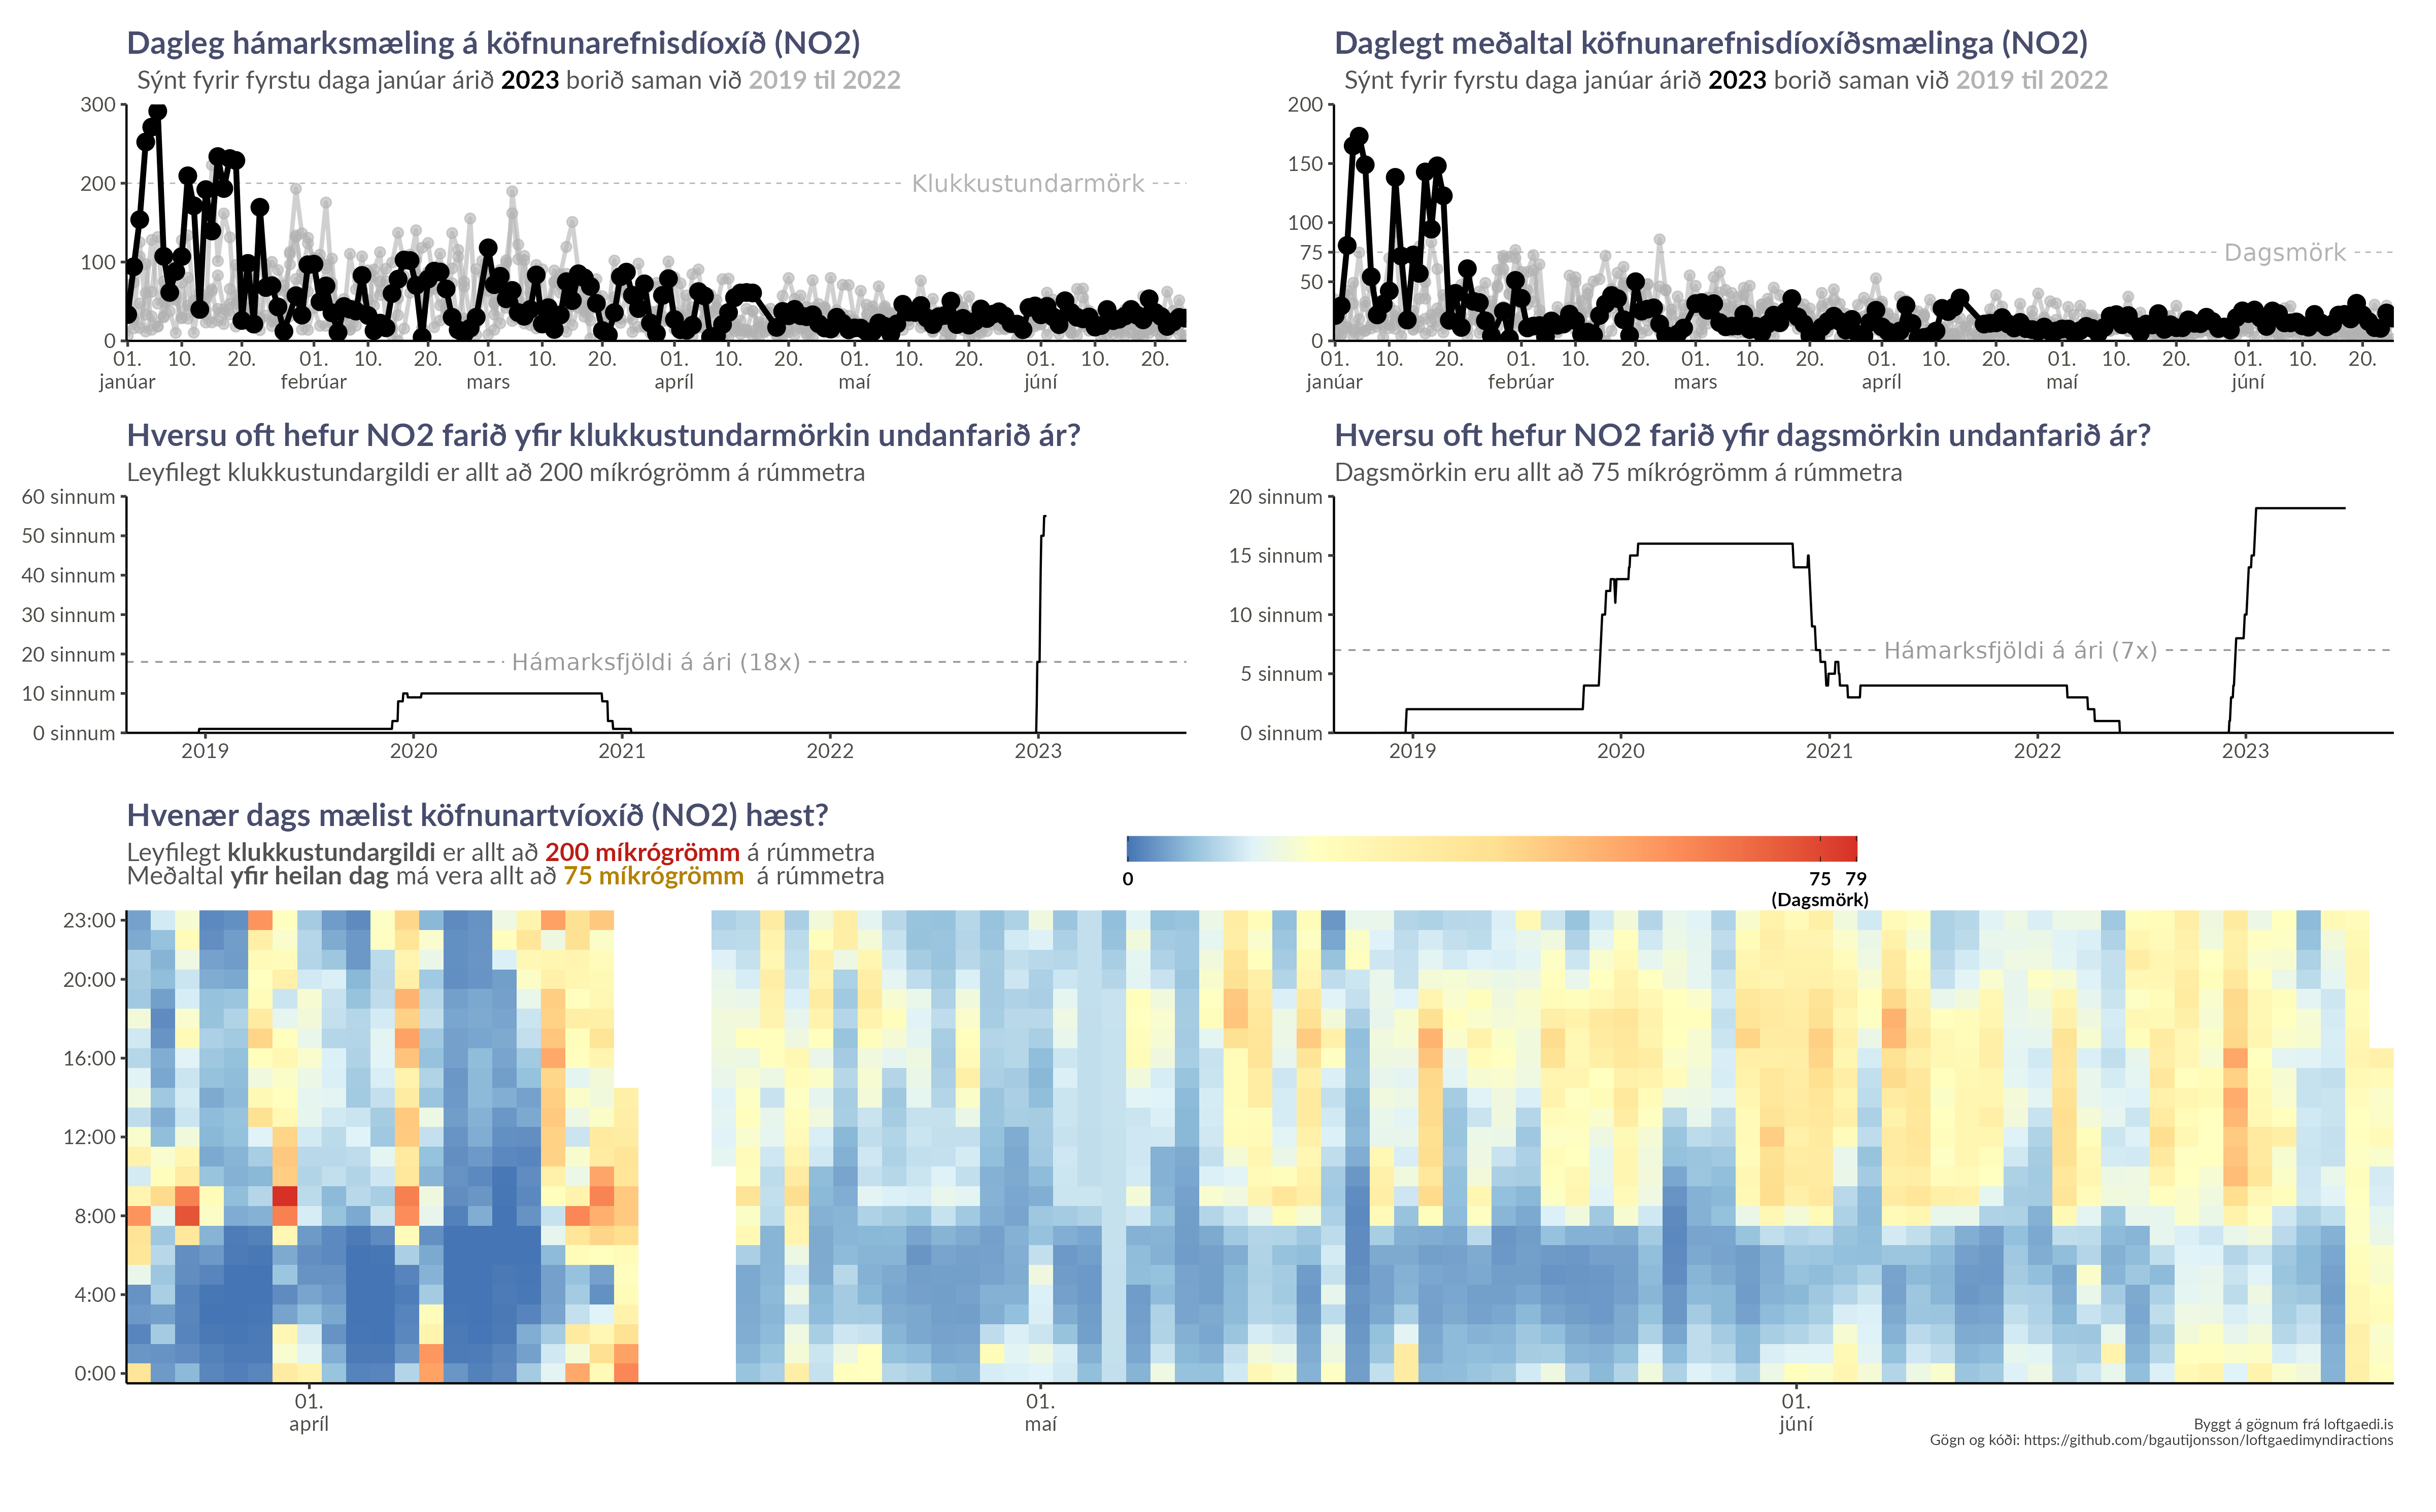 Dagleg hámarksmæling á köfnunarefnisdíoxíð (NO2)
Sýnt fyrir fyrstu daga janúar árið 2023 borið saman við 2019 til 2022
300
200
100
0
Klukkustundarmörk
01. 10. 20. 01. 10. 20. 01. 10. 20. 01. 10. 20. 01. 10. 20. 01. 10. 20.
janúar febrúar mars apríl maí júní
Daglegt meðaltal köfnunarefnisdíoxíðsmælinga (NO2)
Sýnt fyrir fyrstu daga janúar árið 2023 borið saman við 2019 til 2022
200
150
100
75
50
0
Dagsmörk
01. 10. 20. 01. 10. 20. 01. 10. 20. 01. 10. 20. 01. 10. 20. 01. 10. 20.
janúar febrúar mars apríl maí júní
Hversu oft hefur NO2 farið yfir klukkustundarmörkin undanfarið ár?
Leyfilegt klukkustundargildi er allt að 200 míkrógrömm á rúmmetra
60 sinnum
50 sinnum
40 sinnum
30 sinnum
20 sinnum
10 sinnum
0 sinnum
Hámarksfjöldi á ári (18x)
2019 2020 2021 2022 2023
Hversu oft hefur NO2 farið yfir dagsmörkin undanfarið ár?
Dagsmörkin eru allt að 75 míkrógrömm á rúmmetra
20 sinnum
15 sinnum
10 sinnum
5 sinnum
0 sinnum
Hámarksfjöldi á ári (7x)
2019 2020 2021 2022 2023
Hvenær dags mælist köfnunartvíoxíð (NO2) hæst?
Leyfilegt klukkustundargildi er allt að 200 míkrógrömm á rúmmetra
Meðaltal yfir heilan dag má vera allt að 75 míkrógrömm á rúmmetra
0 75 79
(Dagsmörk)
23:00
20:00
16:00
12:00
8:00
4:00
0:00
01. 01. 01.
apríl maí júní
Byggt á gögnum frá loftgaedi.is
Gögn og kóði: https://github.com/bgautijonsson/loftgaedimyndiractions